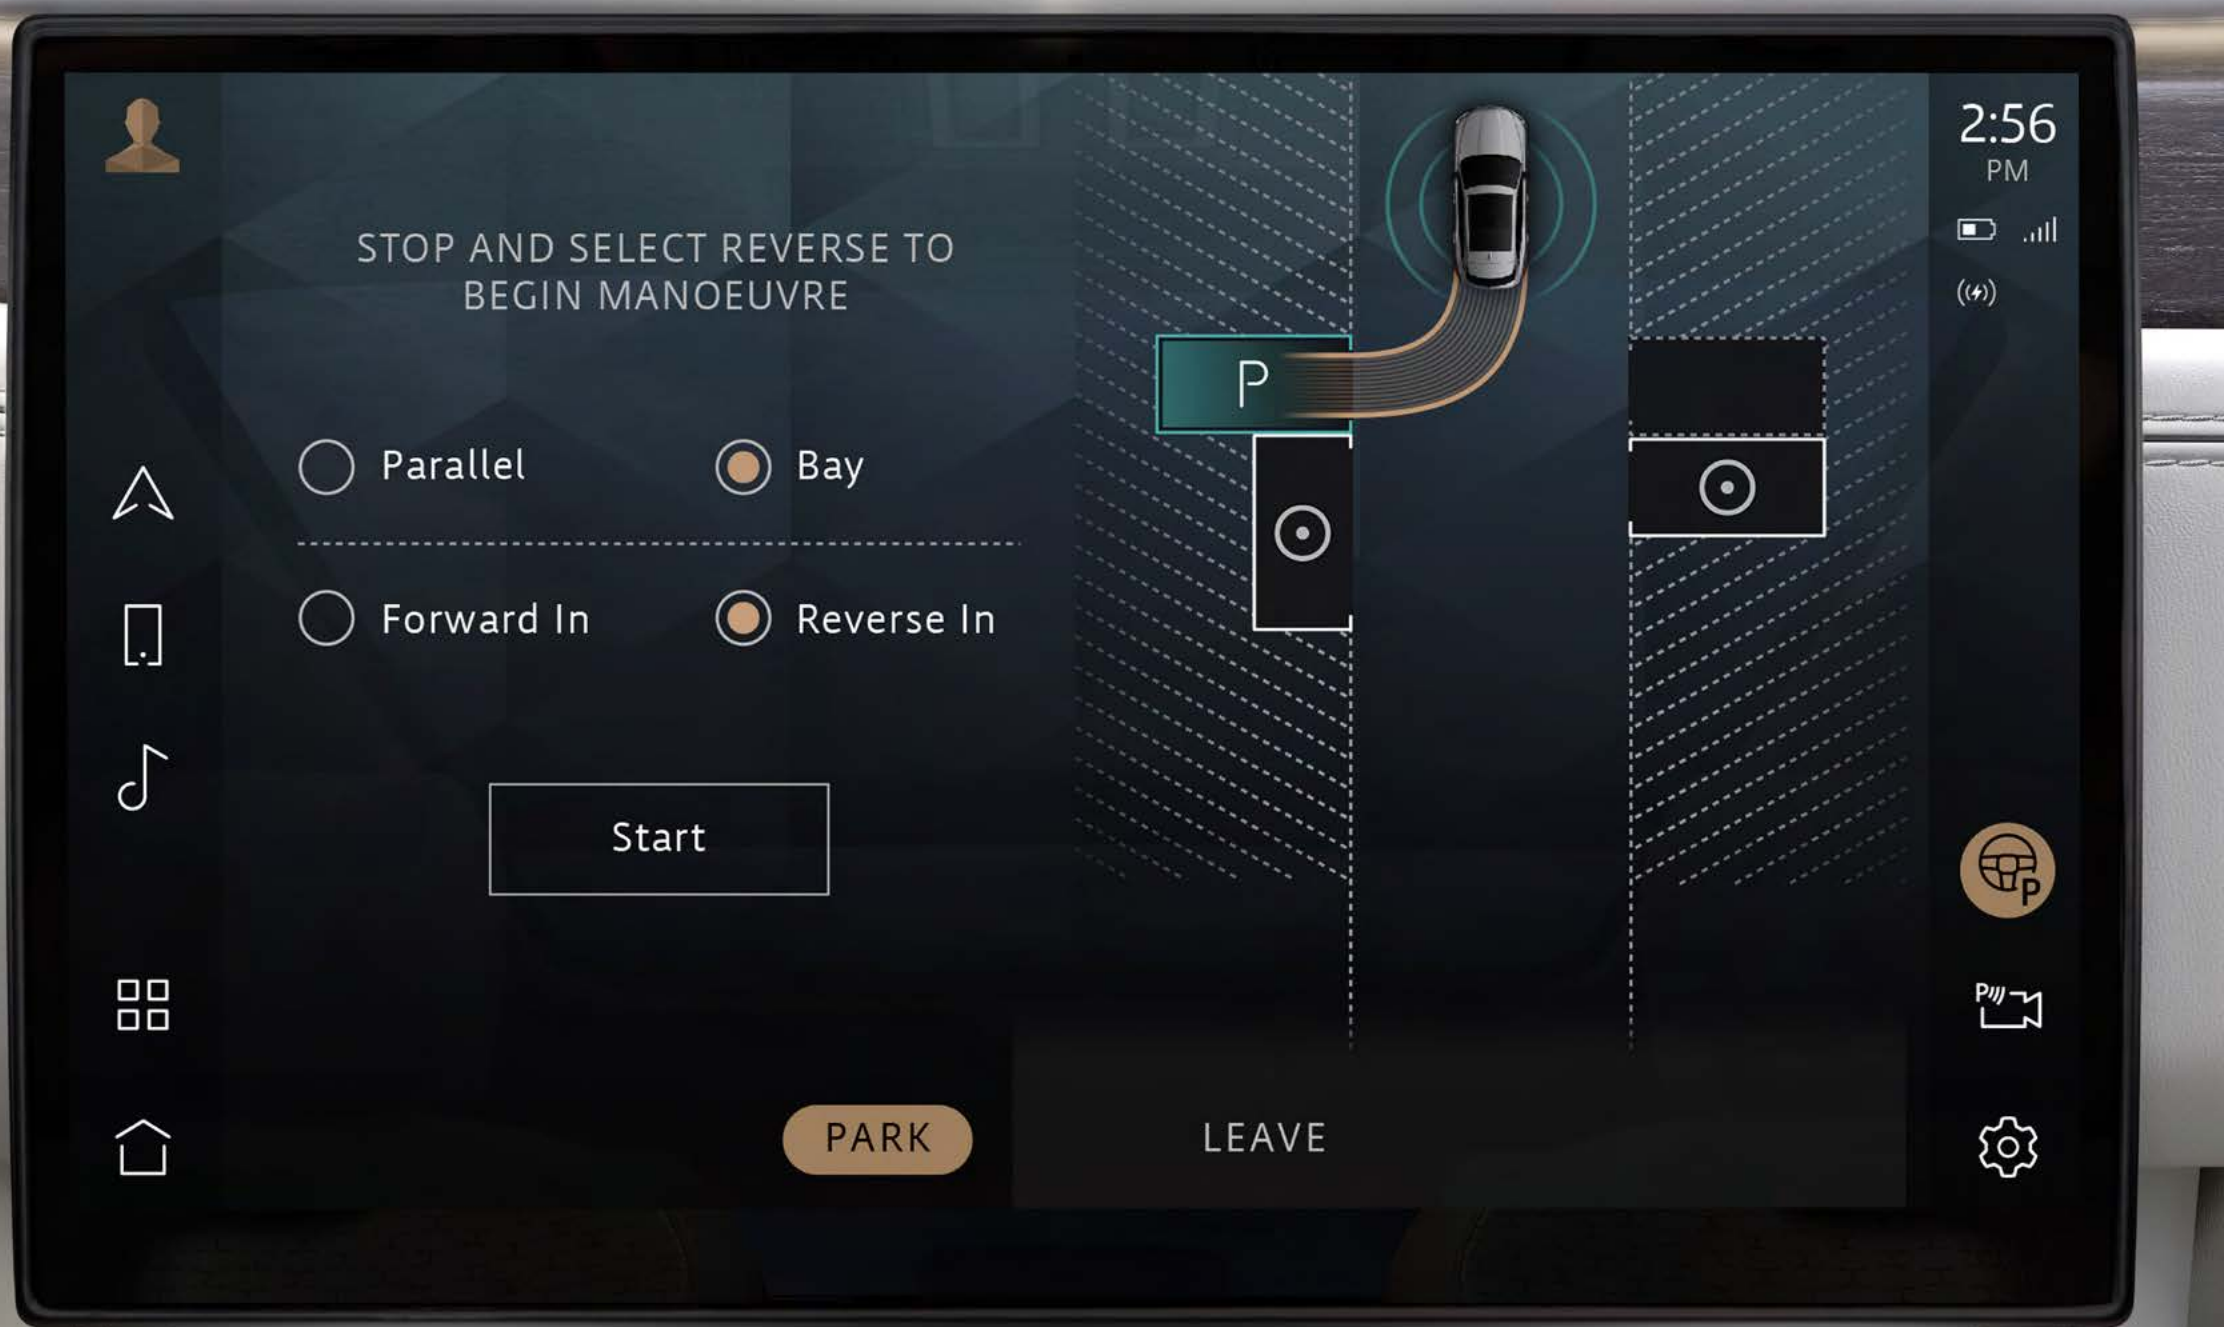 2:56
PM
STOP AND SELECT REVERSE TO
BEGIN MANOEUVRE
P
Parallel
Bay
Forward In
Reverse In
Start
P
P
PARK
LEAVE